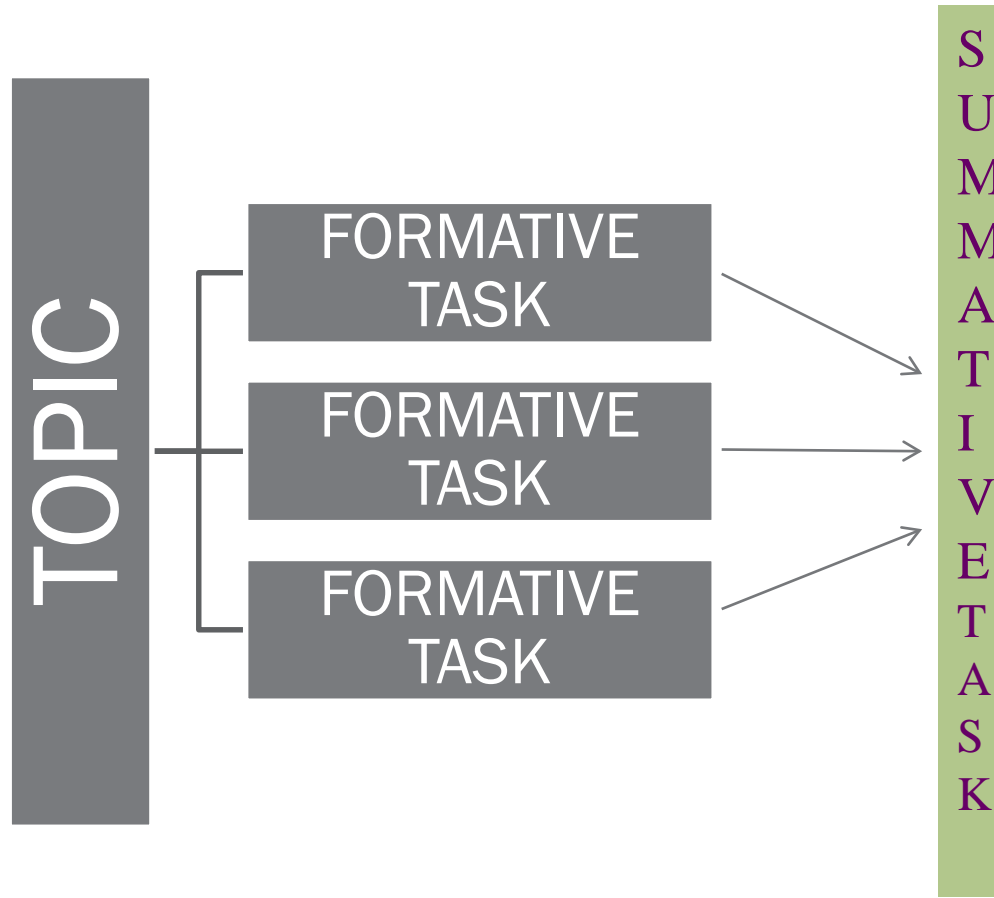 TOPIC
FORMATIVE
TASK
FORMATIVE
TASK
FORMATIVE
TASK
S
U
M
M
A
T
I
V
E
T
A
S
K